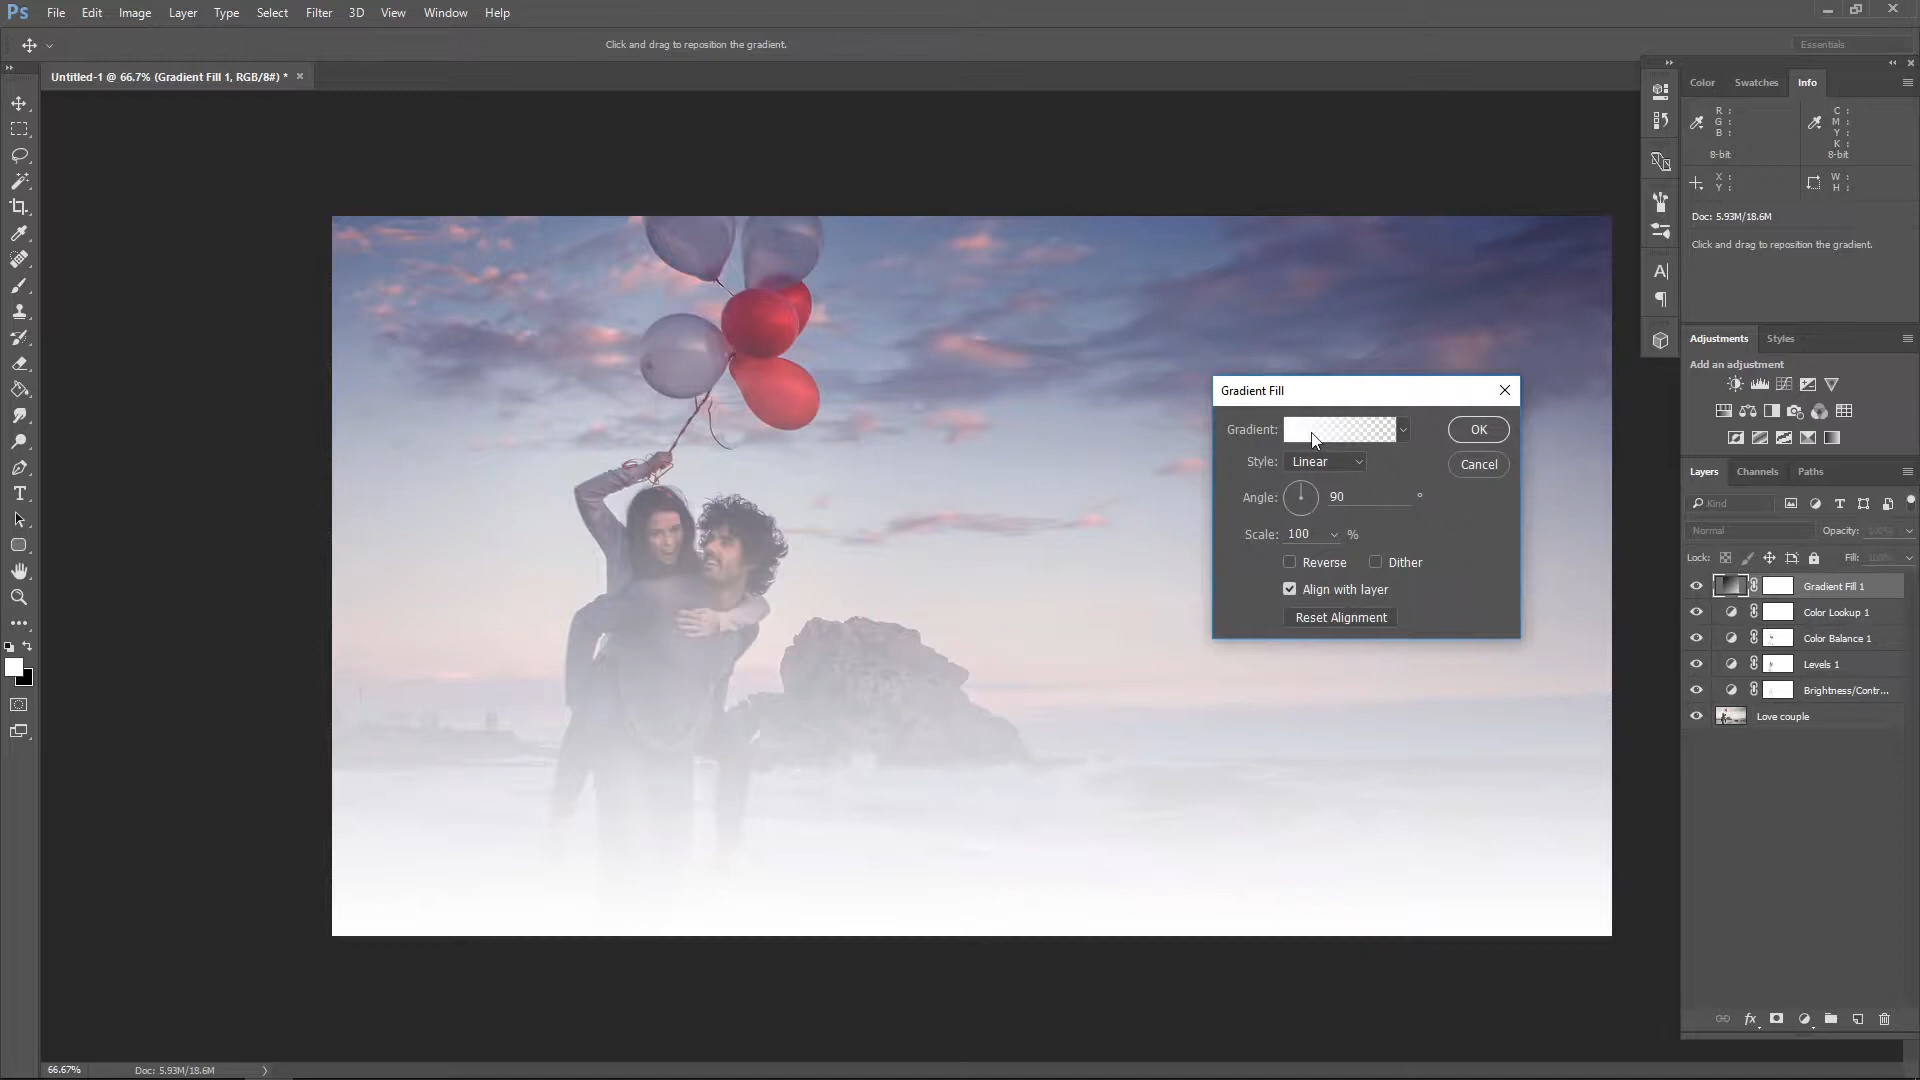 Ps File Edit Image Layer Type Select Filter 3D View Window Help
Click and drag to reposition the gradient.
Essentials
Untitled-1 @ 66.7% (Gradient Fill 1, RGB/8#) * ×
Color Swatches Info
R :
G :
B :
8-bit
C :
M :
Y :
K :
8-bit
X :
Y :
W :
H :
Doc: 5.93M/18.6M
Click and drag to reposition the gradient.
Adjustments Styles
Add an adjustment
Gradient Fill
Gradient: OK
Style: Linear Cancel
Angle: 90 °
Scale: 100 %
Reverse Dither
Align with layer
Reset Alignment
Layers Channels Paths
Kind
Normal Opacity: 100%
Lock: Fill: 100%
Gradient Fill 1
Color Lookup 1
Color Balance 1
Levels 1
Brightness/Contr...
Love couple
fx
66.67% Doc: 5.93M/18.6M